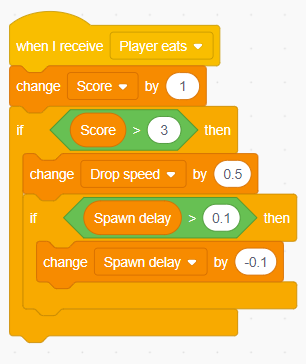 when I receive Player eats
change Score by 1
if Score > 3 then
change Drop speed by 0.5
if Spawn delay > 0.1 then
change Spawn delay by -0.1